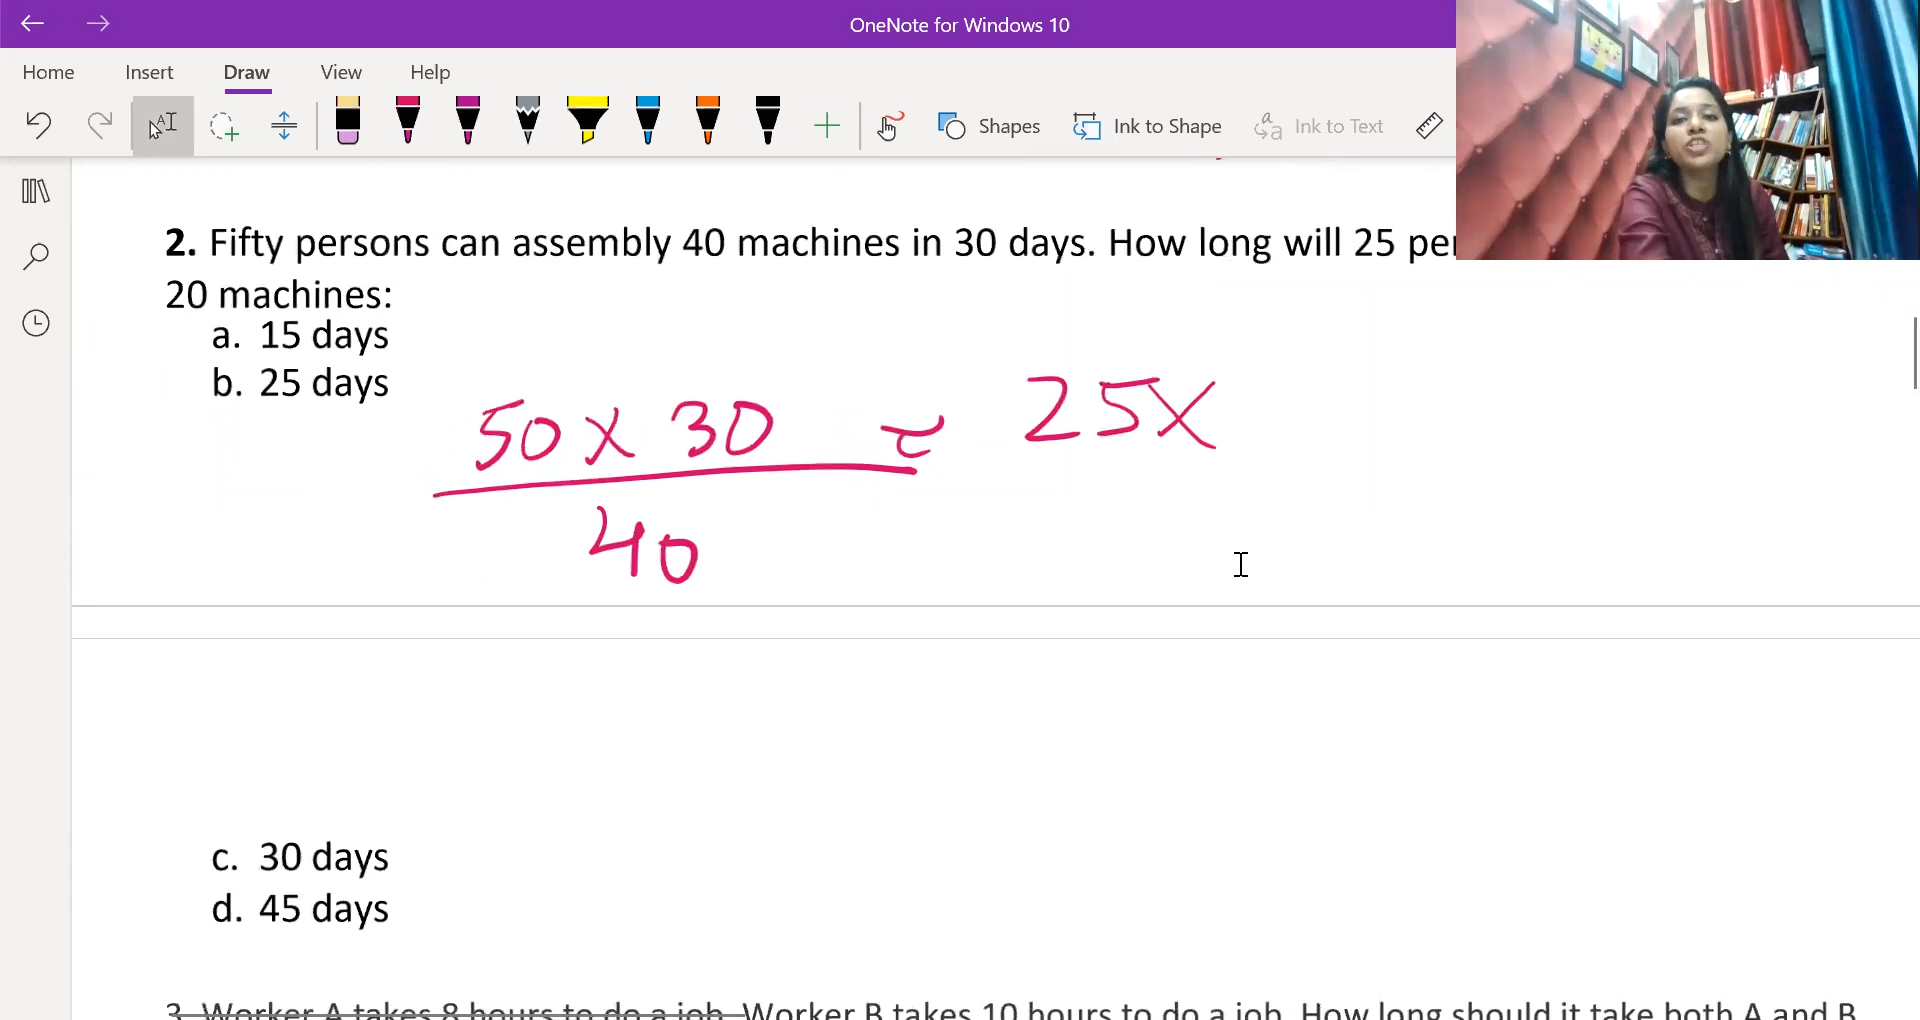 OneNote for Windows 10
Home Insert Draw View Help
Shapes Ink to Shape Ink to Text
2. Fifty persons can assembly 40 machines in 30 days. How long will 25 per
20 machines:
a. 15 days
b. 25 days
50 x 30 = 25x
40
c. 30 days
d. 45 days
3. Worker A takes 8 hours to do a job. Worker B takes 10 hours to do a job. How long should it take both A and B